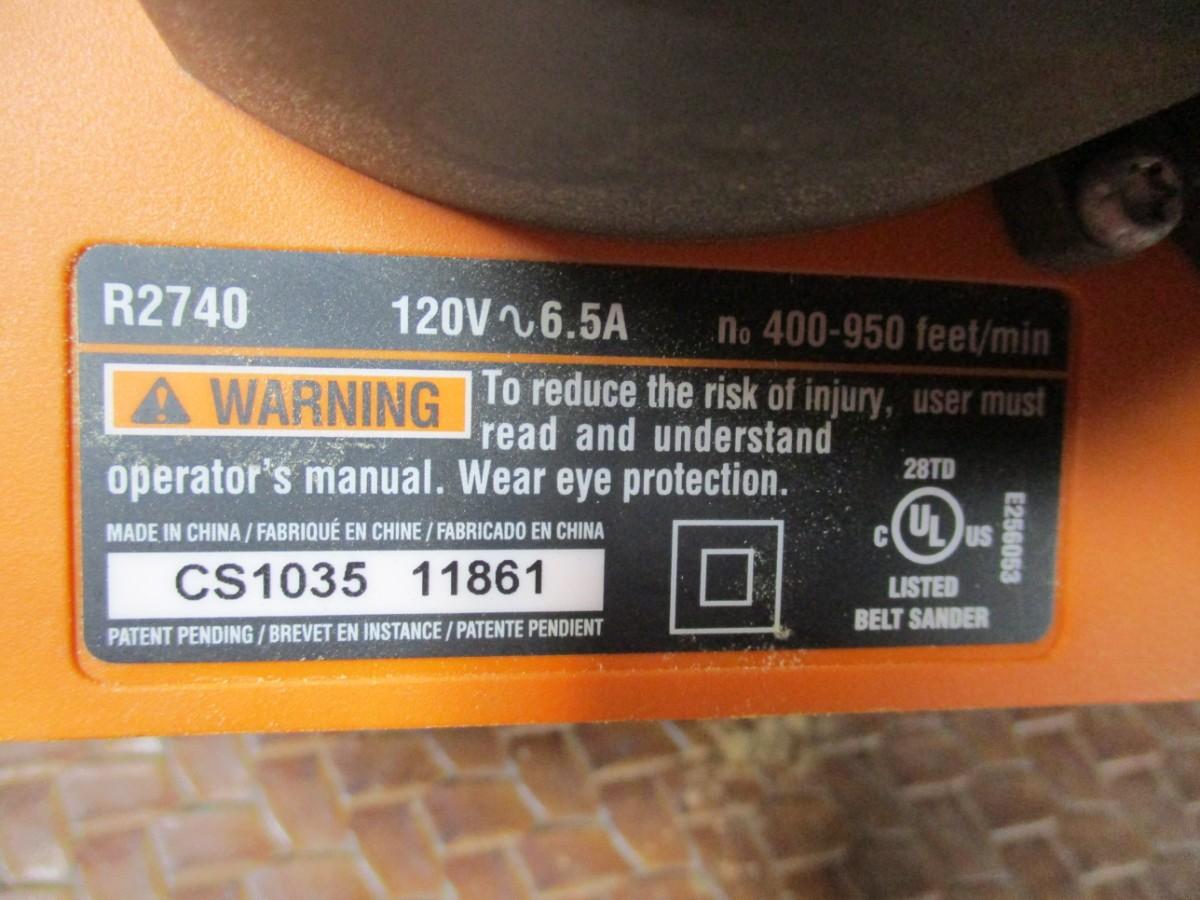 R2740 120V ∿ 6.5A n₀ 400-950 feet/min
⚠ WARNING To reduce the risk of injury, user must
read and understand
operator's manual. Wear eye protection.
MADE IN CHINA / FABRIQUÉ EN CHINE / FABRICADO EN CHINA
CS1035 11861
PATENT PENDING / BREVET EN INSTANCE / PATENTE PENDIENT
28TD
C UL US
LISTED
BELT SANDER
E256053